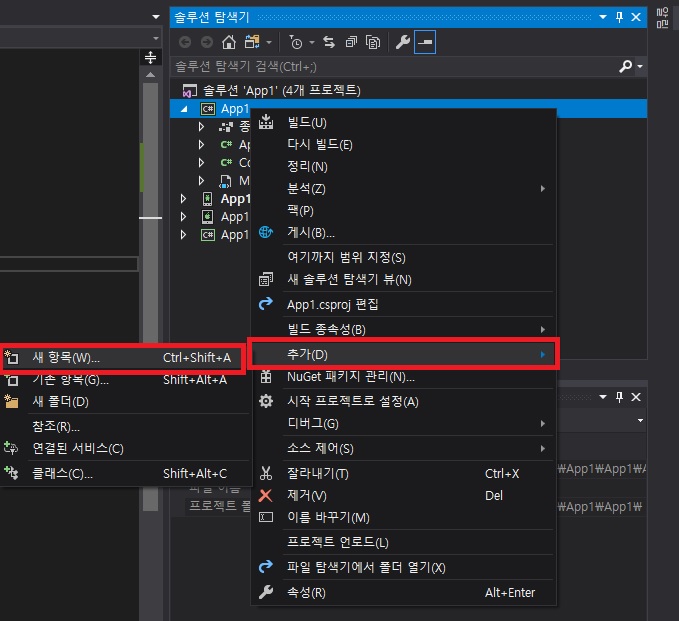 솔루션 탐색기
알림
솔루션 탐색기 검색(Ctrl+;)
솔루션 'App1' (4개 프로젝트)
C# App1
종
C# Ap
C# Co
M
App1
App1
C# App1
빌드(U)
다시 빌드(E)
정리(N)
분석(Z)
팩(P)
게시(B)...
여기까지 범위 지정(S)
새 솔루션 탐색기 뷰(N)
App1.csproj 편집
빌드 종속성(B)
추가(D)
NuGet 패키지 관리(N)...
시작 프로젝트로 설정(A)
디버그(G)
소스 제어(S)
잘라내기(T) Ctrl+X
제거(V) Del
이름 바꾸기(M)
프로젝트 언로드(L)
파일 탐색기에서 폴더 열기(X)
속성(R) Alt+Enter
새 항목(W)... Ctrl+Shift+A
기존 항목(G)... Shift+Alt+A
새 폴더(D)
참조(R)...
연결된 서비스(C)
클래스(C)... Shift+Alt+C
파일 이름
프로젝트 폴
₩App1₩App1₩A
₩App1₩App1₩